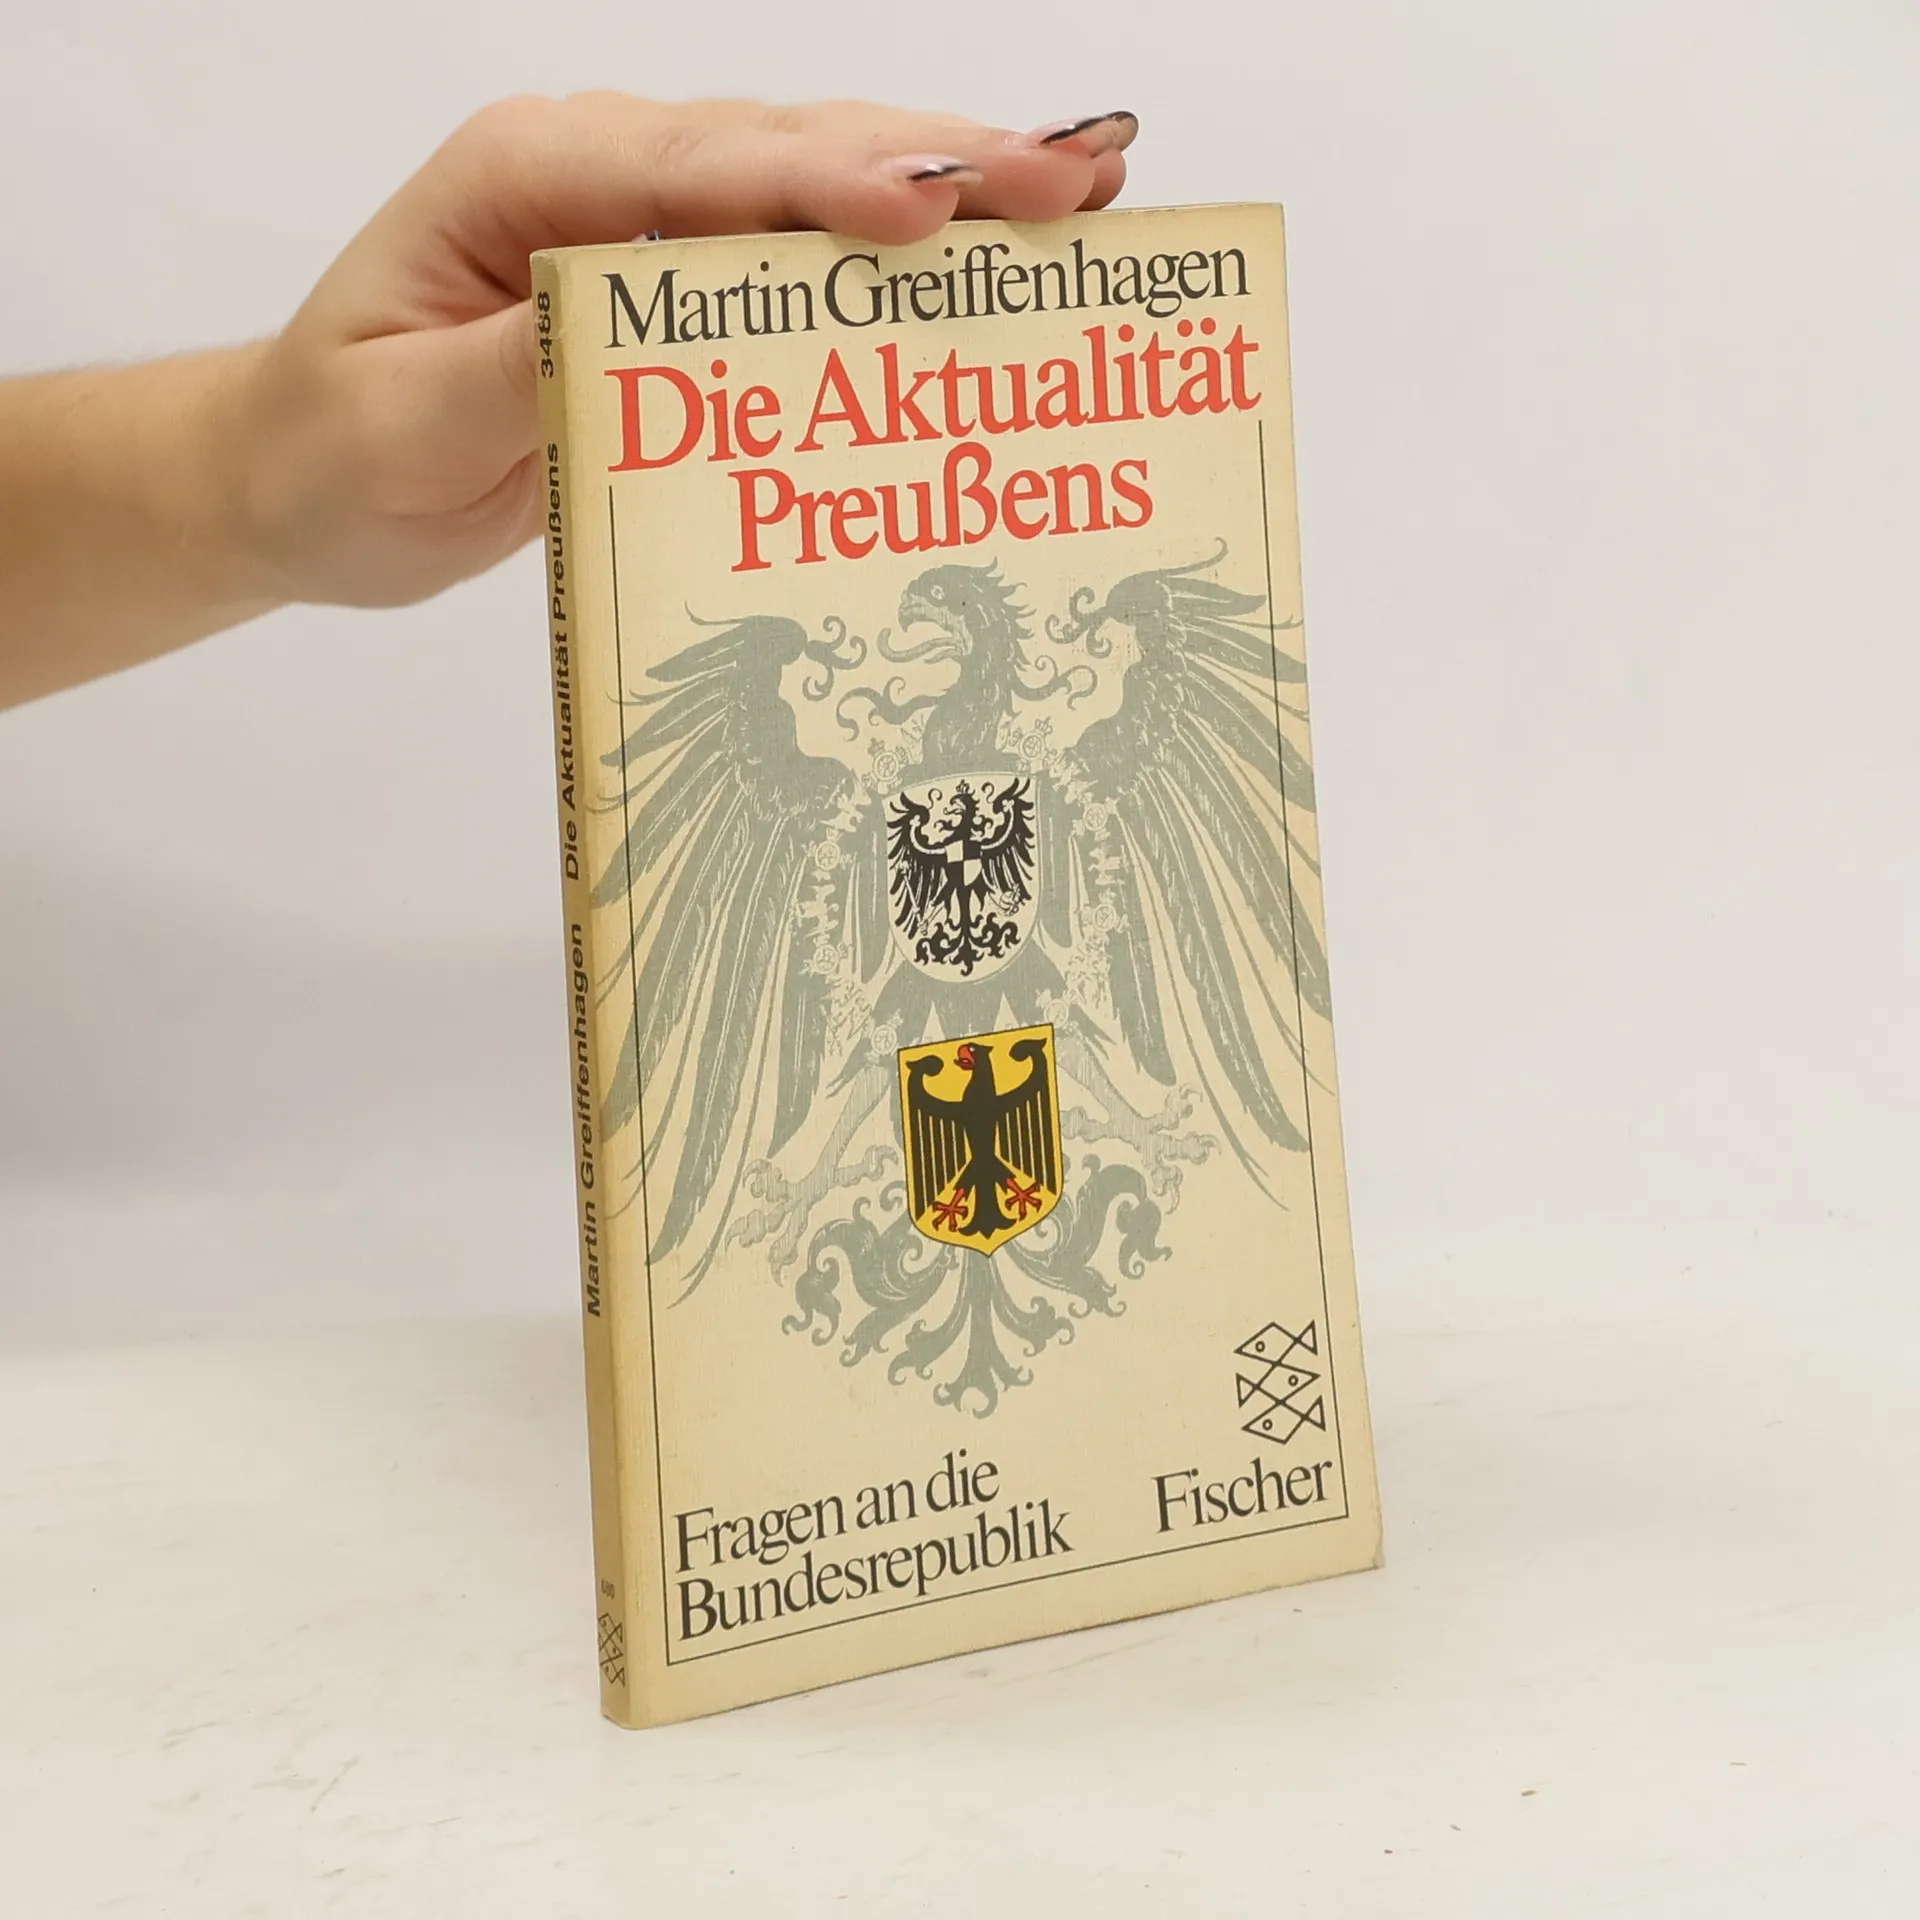 Martin Greiffenhagen
Die Aktualität
Preußens
Fragen an die
Bundesrepublik
Fischer
Martin Greiffenhagen Die Aktualität Preußens 3488